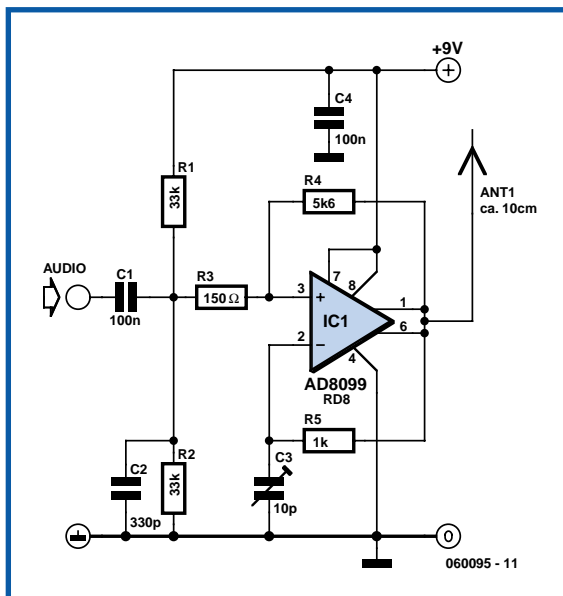 +9V
C4
100n
R1
33k
R4
5k6
ANT1
ca. 10cm
AUDIO
C1
100n
R3
150Ω
3
+
7
8
1
IC1
6
2
−
4
AD8099
RD8
R5
1k
C2
330p
R2
33k
C3
10p
0
060095 - 11